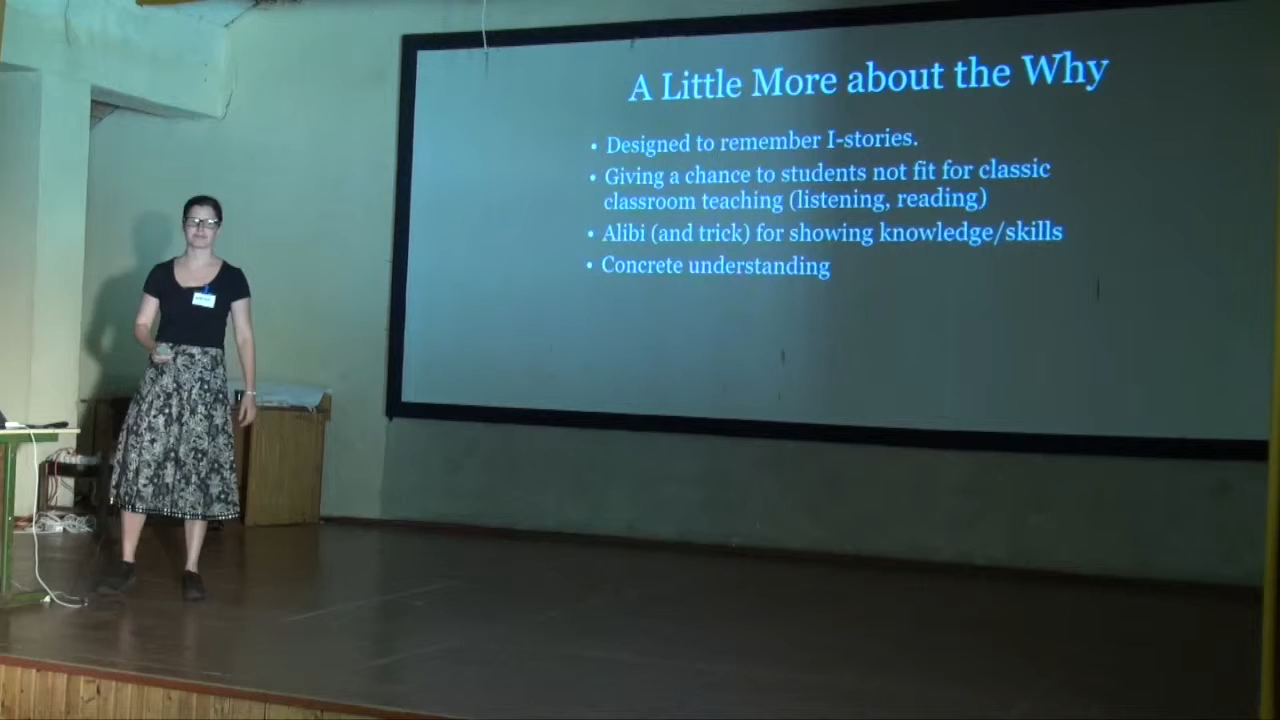 A Little More about the Why
• Designed to remember I-stories.
• Giving a chance to students not fit for classic
classroom teaching (listening, reading)
• Alibi (and trick) for showing knowledge/skills
• Concrete understanding